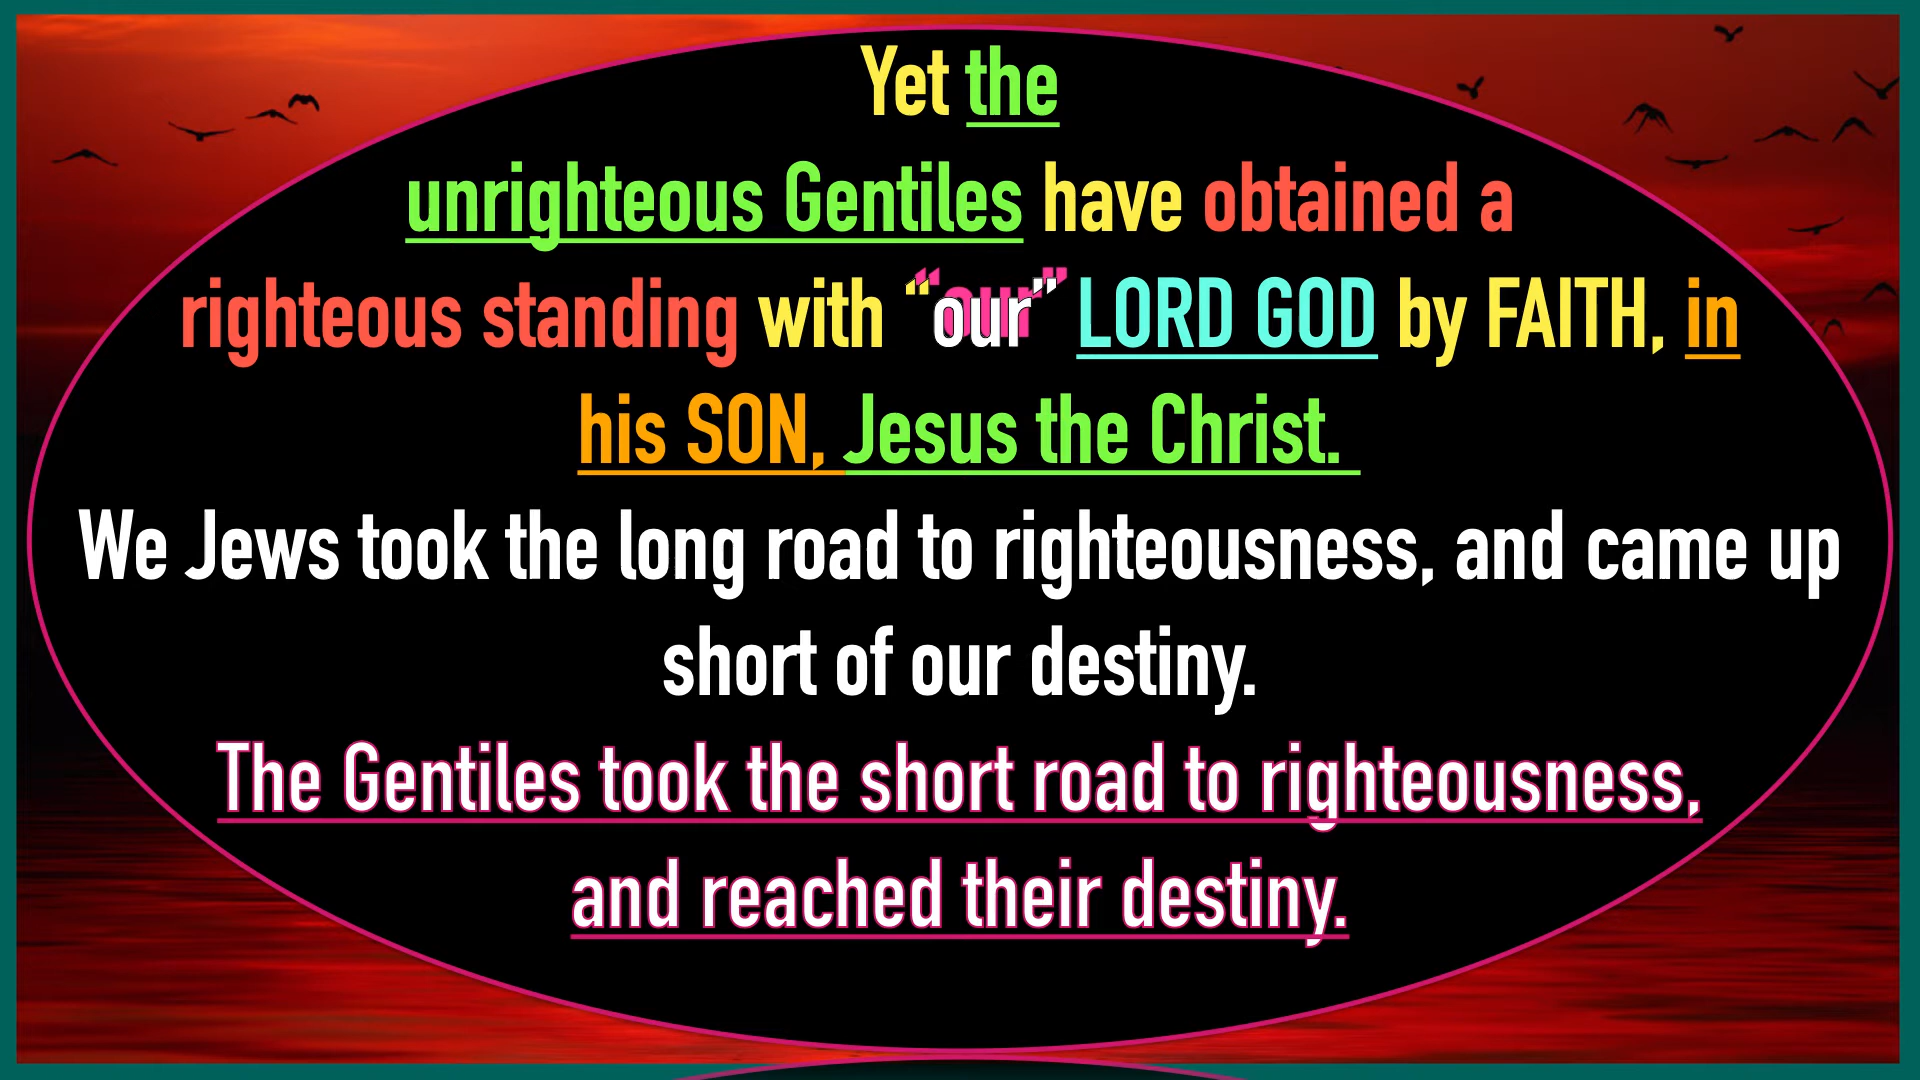 Yet the
unrighteous Gentiles have obtained a
righteous standing with “our” LORD GOD by FAITH, in
his SON, Jesus the Christ.
We Jews took the long road to righteousness, and came up
short of our destiny.
The Gentiles took the short road to righteousness,
and reached their destiny.